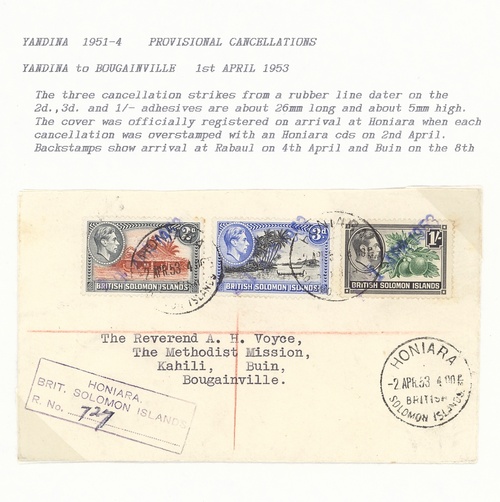 YANDINA 1951-4 PROVISIONAL CANCELLATIONS
YANDINA to BOUGAINVILLE 1st APRIL 1953
The three cancellation strikes from a rubber line dater on the
2d.,3d. and 1/- adhesives are about 26mm long and about 5mm high.
The cover was officially registered on arrival at Honiara when each
cancellation was overstamped with an Honiara cds on 2nd April.
Backstamps show arrival at Rabaul on 4th April and Buin on the 8th
2d
3d
1/-
BRITISH SOLOMON ISLANDS
BRITISH SOLOMON ISLANDS
BRITISH SOLOMON ISLANDS
The Reverend A. H. Voyce,
The Methodist Mission,
Kahili, Buin,
Bougainville.
HONIARA.
BRIT. SOLOMON ISLANDS
R. No. 727
HONIARA
-2 APR.53 4 00
BRITISH
SOLOMON ISLANDS